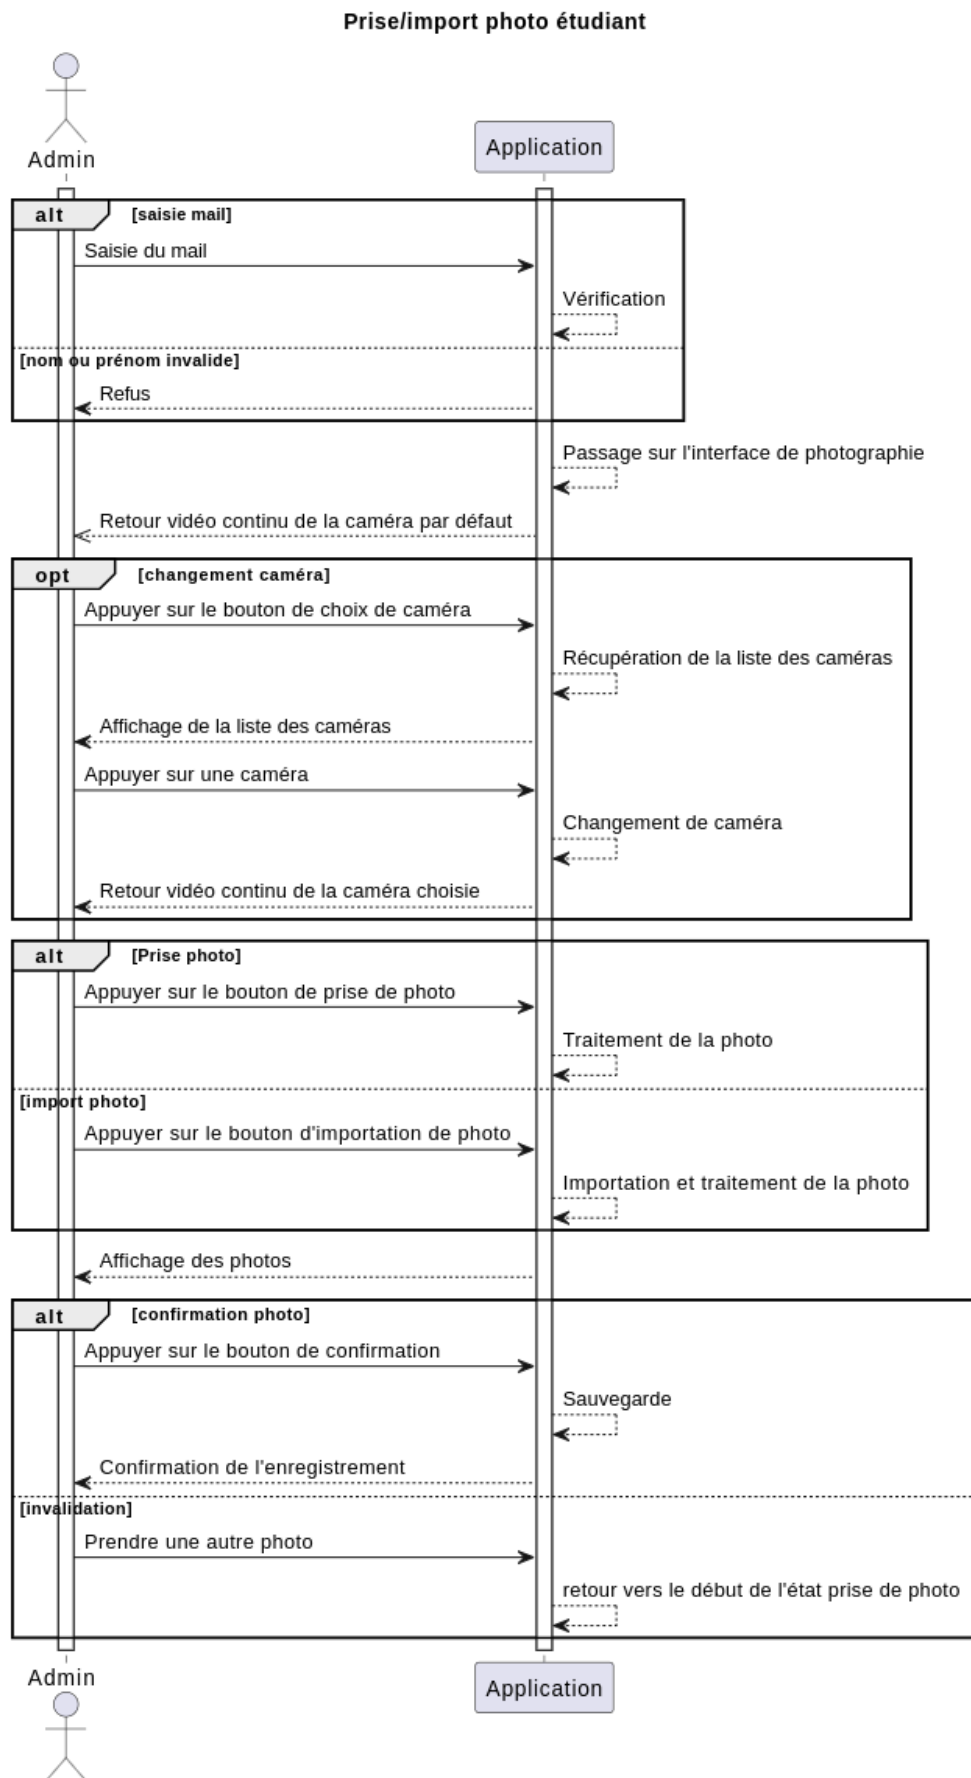 Prise/import photo étudiant
Admin
Application
alt [saisie mail]
Saisie du mail
Vérification
[nom ou prénom invalide]
Refus
Passage sur l'interface de photographie
Retour vidéo continu de la caméra par défaut
opt [changement caméra]
Appuyer sur le bouton de choix de caméra
Récupération de la liste des caméras
Affichage de la liste des caméras
Appuyer sur une caméra
Changement de caméra
Retour vidéo continu de la caméra choisie
alt [Prise photo]
Appuyer sur le bouton de prise de photo
Traitement de la photo
[import photo]
Appuyer sur le bouton d'importation de photo
Importation et traitement de la photo
Affichage des photos
alt [confirmation photo]
Appuyer sur le bouton de confirmation
Sauvegarde
Confirmation de l'enregistrement
[invalidation]
Prendre une autre photo
retour vers le début de l'état prise de photo
Admin
Application